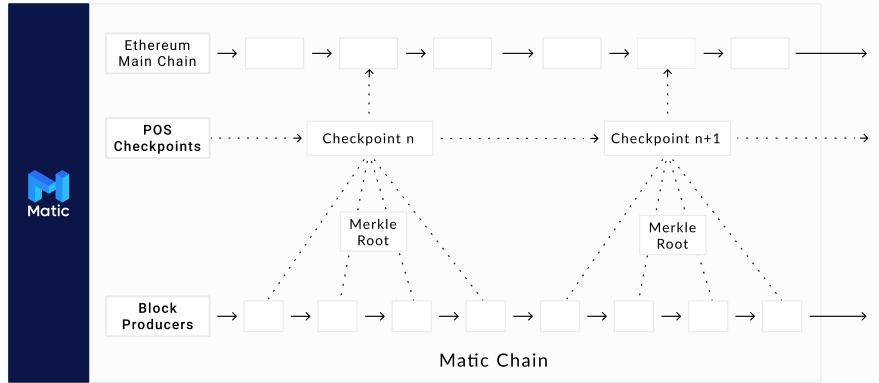 Ethereum
Main Chain
POS
Checkpoints
Checkpoint n
Checkpoint n+1
Matic
Merkle
Root
Merkle
Root
Block
Producers
Matic Chain